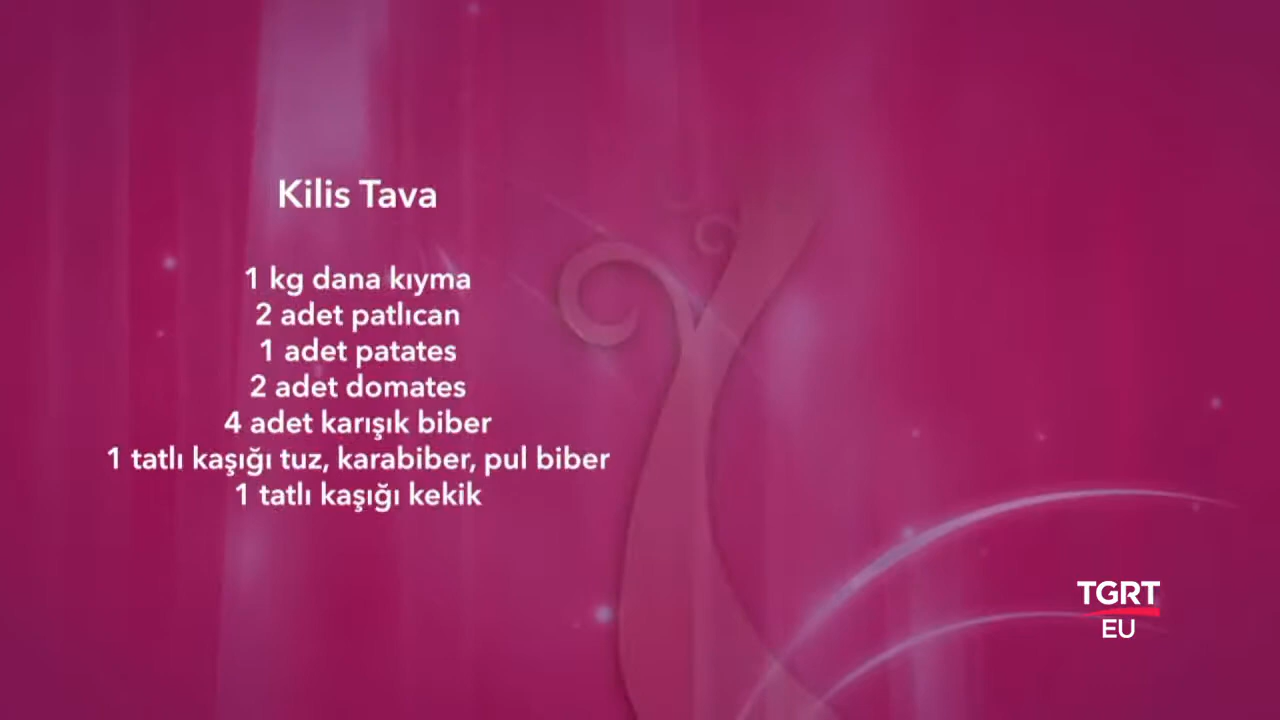 Kilis Tava
1 kg dana kıyma
2 adet patlıcan
1 adet patates
2 adet domates
4 adet karışık biber
1 tatlı kaşığı tuz, karabiber, pul biber
1 tatlı kaşığı kekik
TGRT
EU